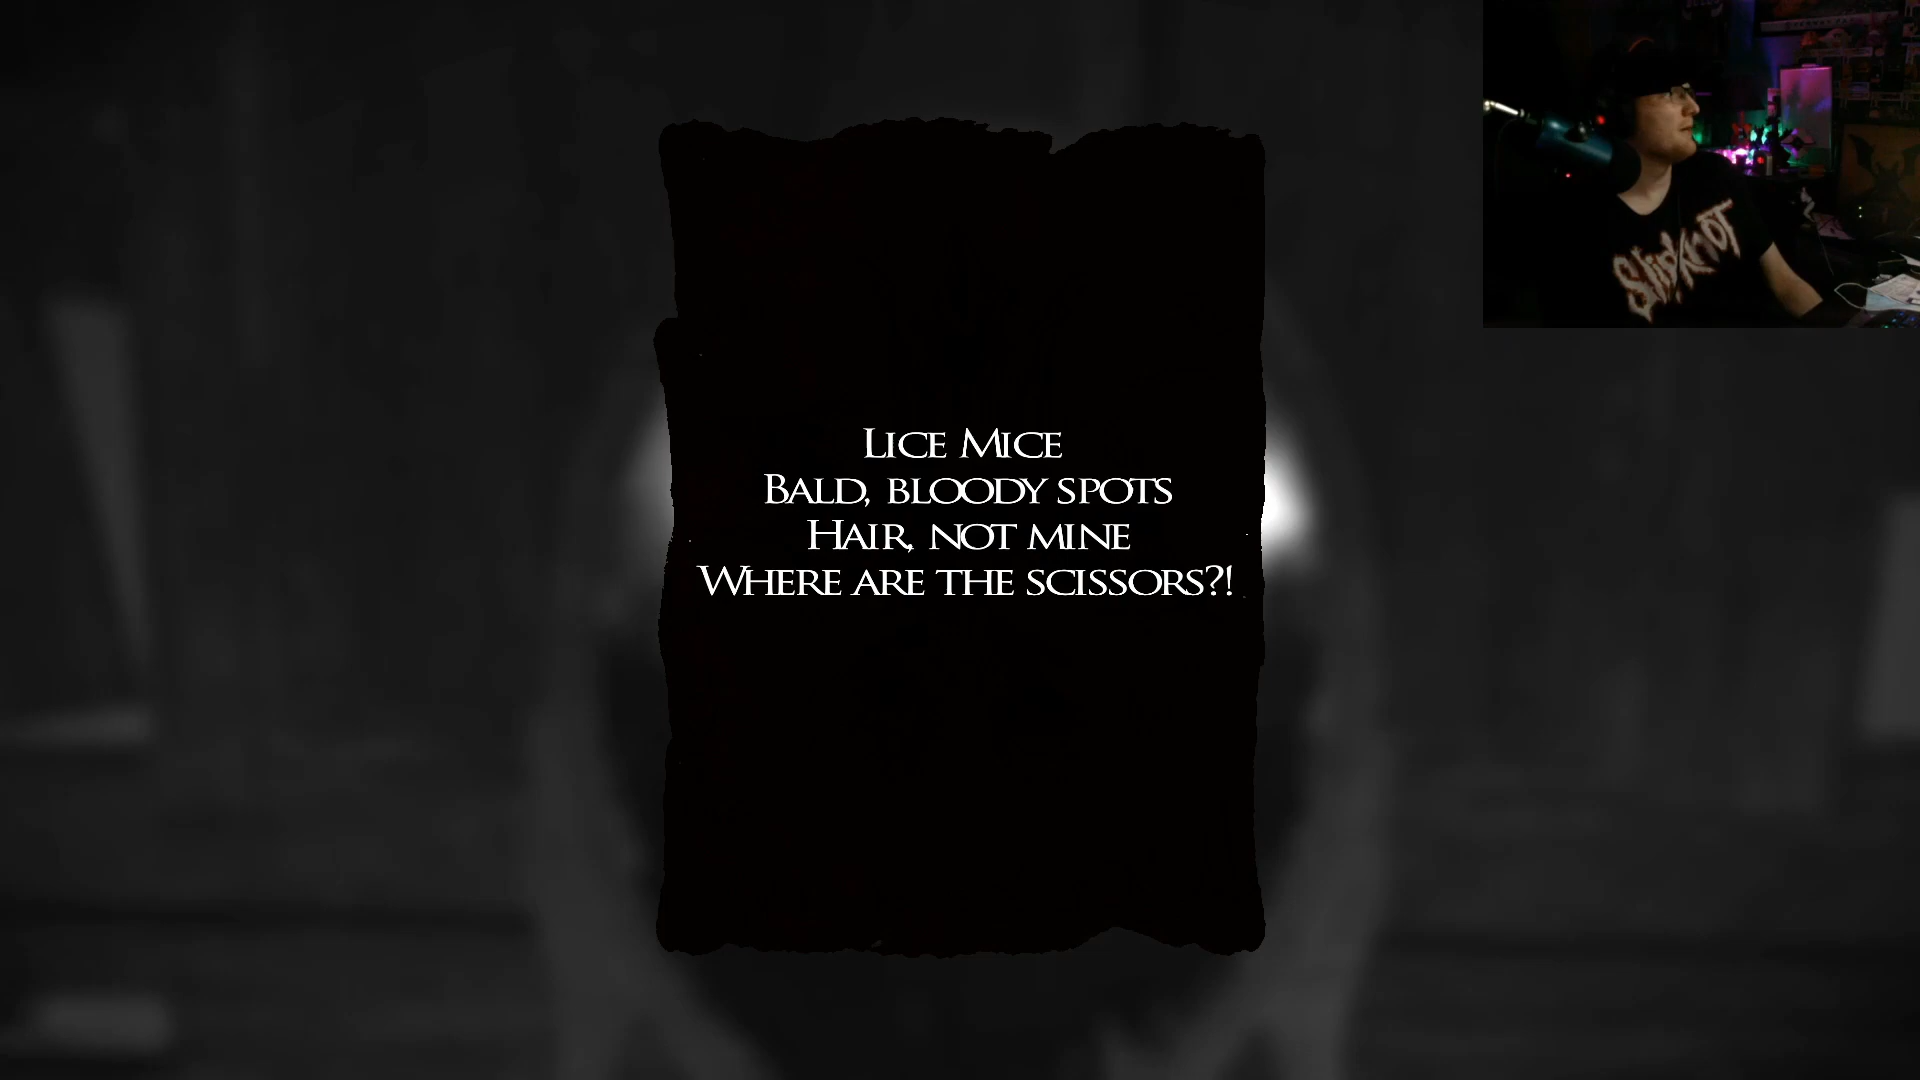 Lice Mice
Bald, bloody spots
Hair, not mine
Where are the scissors?!
Slipknot